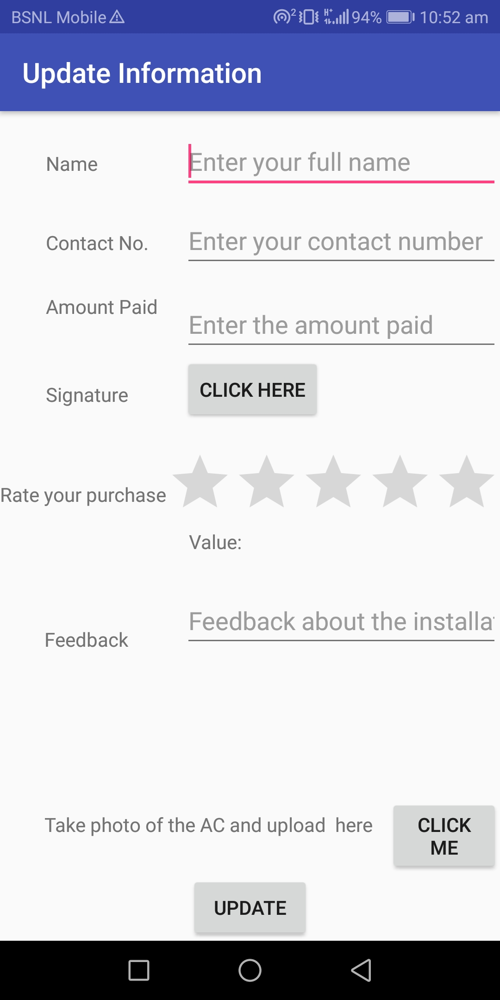 BSNL Mobile 2 H+ 94% 10:52 am
Update Information
Name Enter your full name
Contact No. Enter your contact number
Amount Paid
Enter the amount paid
Signature CLICK HERE
Rate your purchase
Value:
Feedback about the installat
Feedback
Take photo of the AC and upload  here CLICK
ME
UPDATE